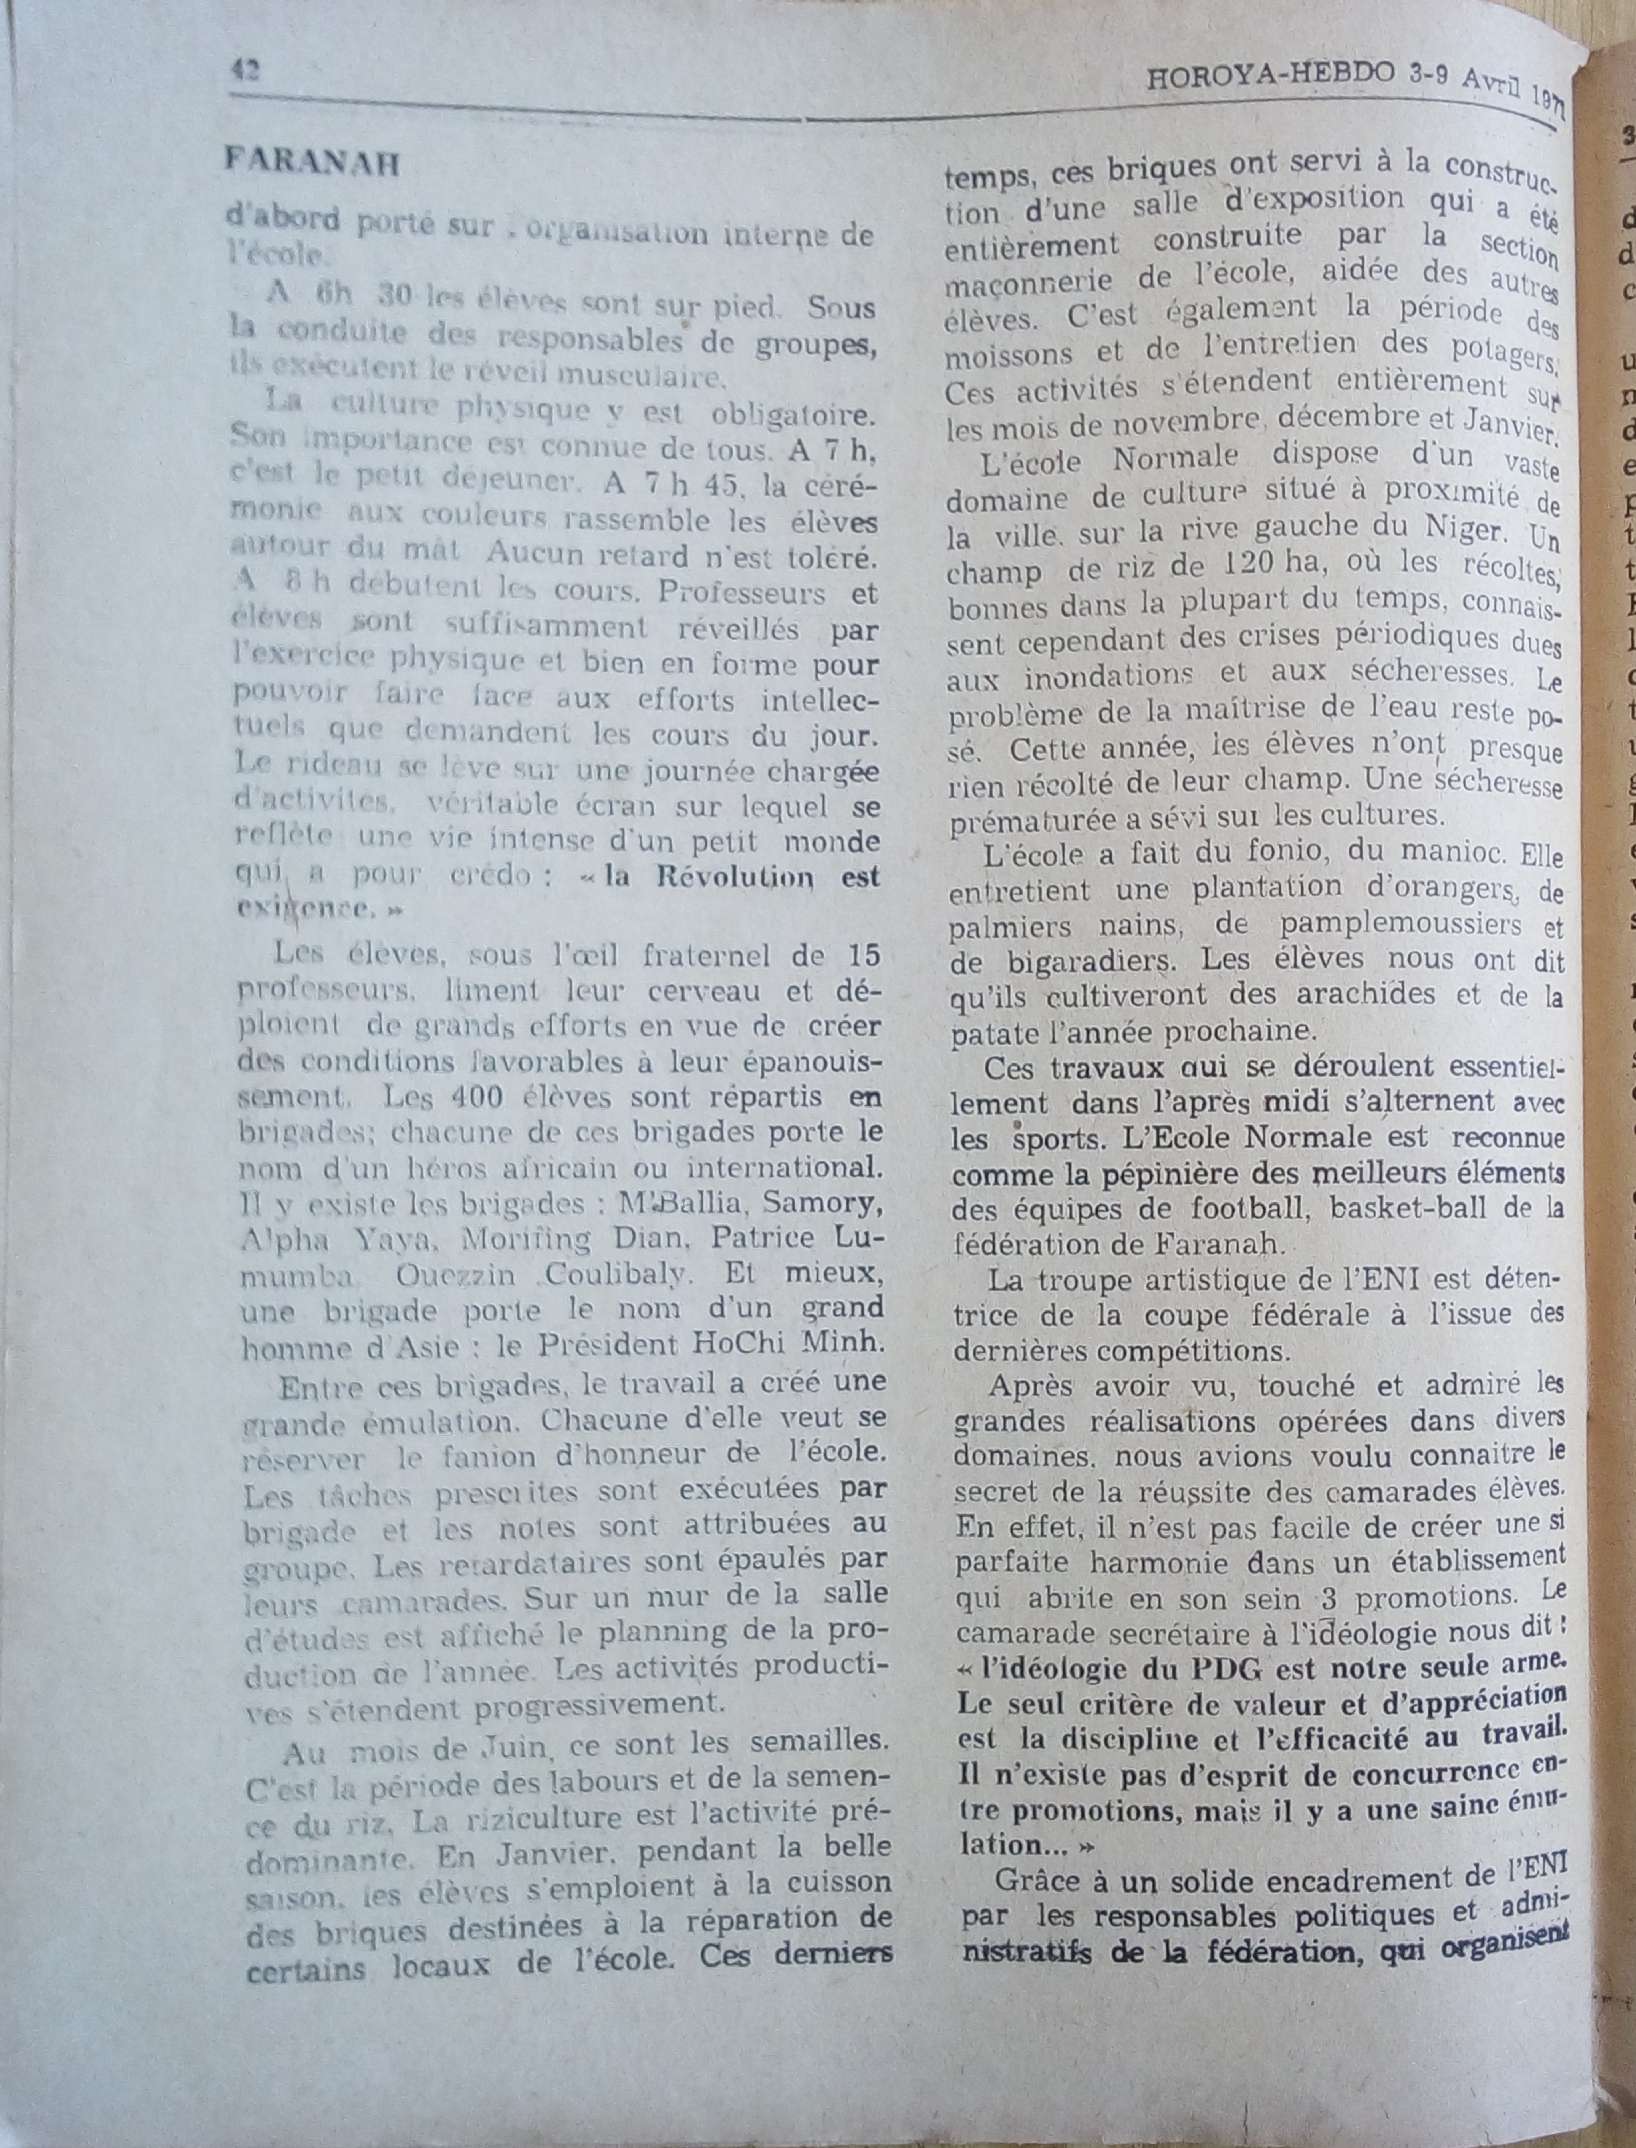 42
HOROYA-HEBDO 3-9 Avril 1971
FARANAH
d'abord porté sur l'organisation interne de
l'école.
A 6h 30 les élèves sont sur pied. Sous
la conduite des responsables de groupes,
ils exécutent le réveil musculaire.
La culture physique y est obligatoire.
Son importance est connue de tous. A 7 h,
c'est le petit déjeuner. A 7 h 45, la céré-
monie aux couleurs rassemble les élèves
autour du mât Aucun retard n'est toléré.
A 8 h débutent les cours. Professeurs et
élèves sont suffisamment réveillés par
l'exercice physique et bien en forme pour
pouvoir faire face aux efforts intellec-
tuels que demandent les cours du jour.
Le rideau se lève sur une journée chargée
d'activités, véritable écran sur lequel se
reflète une vie intense d'un petit monde
qui a pour crédo : « la Révolution est
exigence. »
Les élèves, sous l'œil fraternel de 15
professeurs, liment leur cerveau et dé-
ploient de grands efforts en vue de créer
des conditions favorables à leur épanouis-
sement. Les 400 élèves sont répartis en
brigades; chacune de ces brigades porte le
nom d'un héros africain ou international.
Il y existe les brigades : M'Ballia, Samory,
Alpha Yaya, Morifing Dian, Patrice Lu-
mumba Ouezzin Coulibaly. Et mieux,
une brigade porte le nom d'un grand
homme d'Asie : le Président HoChi Minh.
Entre ces brigades, le travail a créé une
grande émulation. Chacune d'elle veut se
réserver le fanion d'honneur de l'école.
Les tâches prescrites sont exécutées par
brigade et les notes sont attribuées au
groupe. Les retardataires sont épaulés par
leurs camarades. Sur un mur de la salle
d'études est affiché le planning de la pro-
duction de l'année. Les activités producti-
ves s'étendent progressivement.
Au mois de Juin, ce sont les semailles.
C'est la période des labours et de la semen-
ce du riz. La riziculture est l'activité pré-
dominante. En Janvier, pendant la belle
saison, les élèves s'emploient à la cuisson
des briques destinées à la réparation de
certains locaux de l'école. Ces derniers
temps, ces briques ont servi à la construc-
tion d'une salle d'exposition qui a été
entièrement construite par la section
maçonnerie de l'école, aidée des autres
élèves. C'est également la période des
moissons et de l'entretien des potagers.
Ces activités s'étendent entièrement sur
les mois de novembre, décembre et Janvier.
L'école Normale dispose d'un vaste
domaine de culture situé à proximité de
la ville. sur la rive gauche du Niger. Un
champ de riz de 120 ha, où les récoltes,
bonnes dans la plupart du temps, connais-
sent cependant des crises périodiques dues
aux inondations et aux sécheresses. Le
problème de la maîtrise de l'eau reste po-
sé. Cette année, les élèves n'ont presque
rien récolté de leur champ. Une sécheresse
prématurée a sévi sur les cultures.
L'école a fait du fonio, du manioc. Elle
entretient une plantation d'orangers, de
palmiers nains, de pamplemoussiers et
de bigaradiers. Les élèves nous ont dit
qu'ils cultiveront des arachides et de la
patate l'année prochaine.
Ces travaux qui se déroulent essentiel-
lement dans l'après midi s'alternent avec
les sports. L'Ecole Normale est reconnue
comme la pépinière des meilleurs éléments
des équipes de football, basket-ball de la
fédération de Faranah.
La troupe artistique de l'ENI est déten-
trice de la coupe fédérale à l'issue des
dernières compétitions.
Après avoir vu, touché et admiré les
grandes réalisations opérées dans divers
domaines. nous avions voulu connaitre le
secret de la réussite des camarades élèves.
En effet, il n'est pas facile de créer une si
parfaite harmonie dans un établissement
qui abrite en son sein 3 promotions. Le
camarade secrétaire à l'idéologie nous dit :
« l'idéologie du PDG est notre seule arme.
Le seul critère de valeur et d'appréciation
est la discipline et l'efficacité au travail.
Il n'existe pas d'esprit de concurrence en-
tre promotions, mais il y a une saine ému-
lation... »
Grâce à un solide encadrement de l'ENI
par les responsables politiques et admi-
nistratifs de la fédération, qui organisent